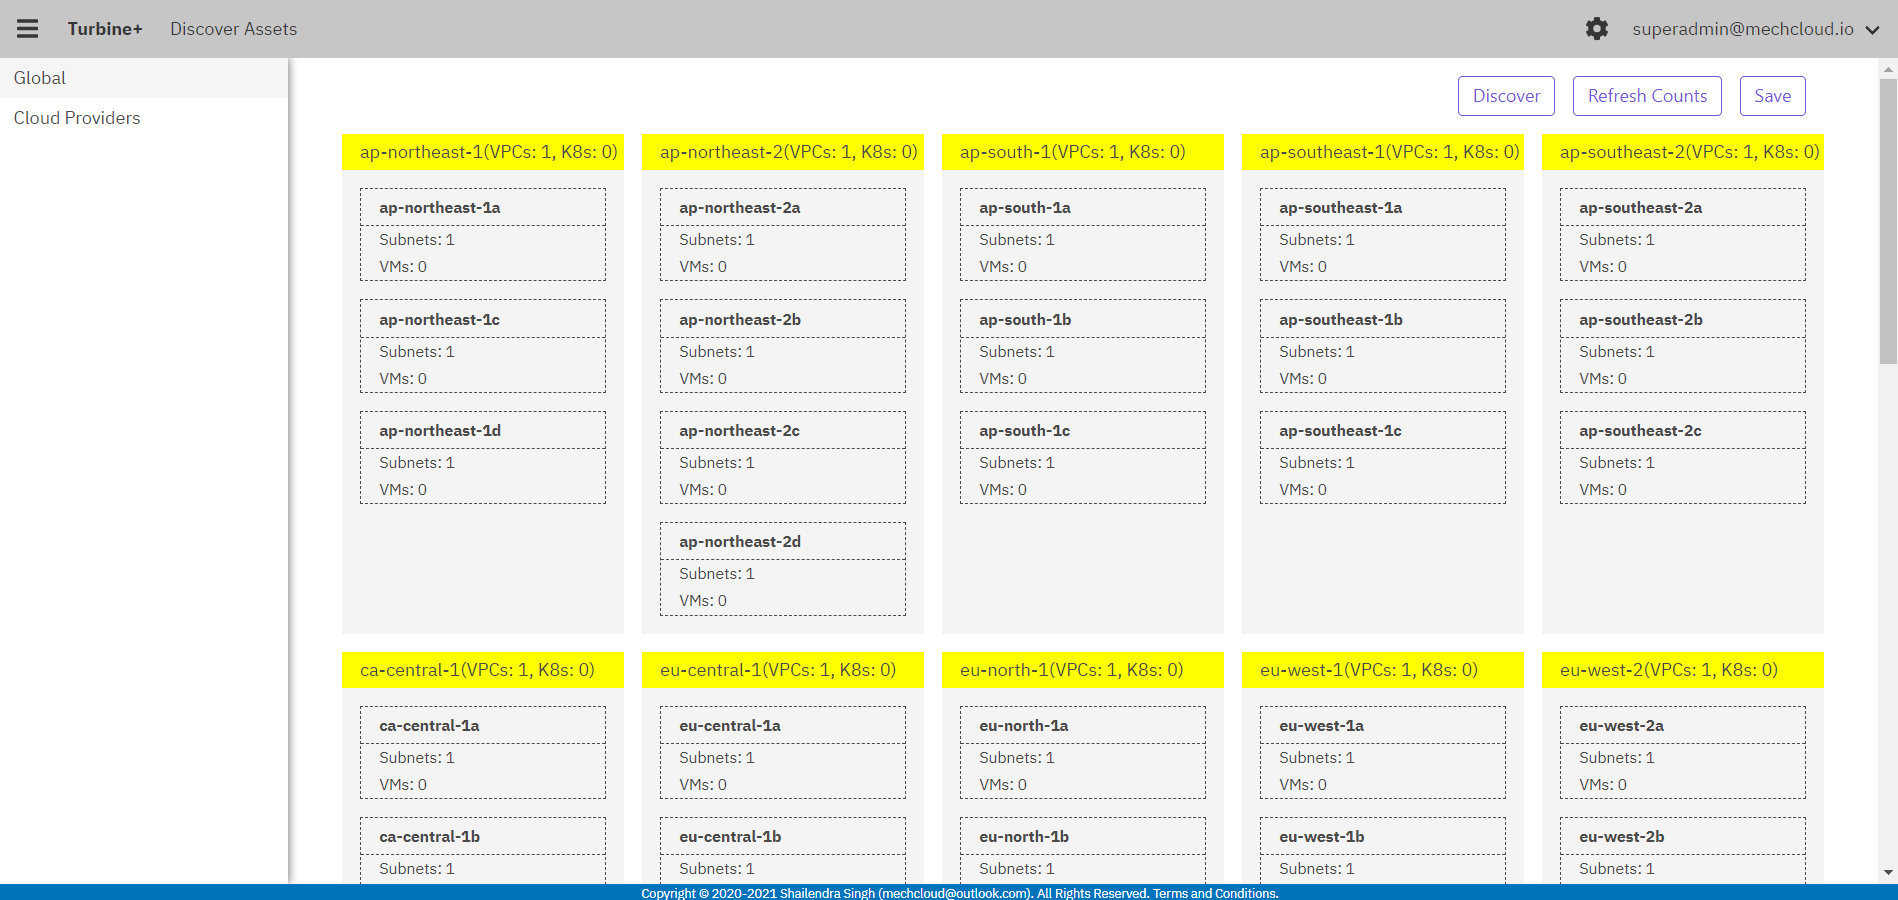 Turbine+ Discover Assets superadmin@mechcloud.io
Global
Cloud Providers
Discover Refresh Counts Save
ap-northeast-1(VPCs: 1, K8s: 0)
ap-northeast-1a
Subnets: 1
VMs: 0
ap-northeast-1c
Subnets: 1
VMs: 0
ap-northeast-1d
Subnets: 1
VMs: 0
ap-northeast-2(VPCs: 1, K8s: 0)
ap-northeast-2a
Subnets: 1
VMs: 0
ap-northeast-2b
Subnets: 1
VMs: 0
ap-northeast-2c
Subnets: 1
VMs: 0
ap-northeast-2d
Subnets: 1
VMs: 0
ap-south-1(VPCs: 1, K8s: 0)
ap-south-1a
Subnets: 1
VMs: 0
ap-south-1b
Subnets: 1
VMs: 0
ap-south-1c
Subnets: 1
VMs: 0
ap-southeast-1(VPCs: 1, K8s: 0)
ap-southeast-1a
Subnets: 1
VMs: 0
ap-southeast-1b
Subnets: 1
VMs: 0
ap-southeast-1c
Subnets: 1
VMs: 0
ap-southeast-2(VPCs: 1, K8s: 0)
ap-southeast-2a
Subnets: 1
VMs: 0
ap-southeast-2b
Subnets: 1
VMs: 0
ap-southeast-2c
Subnets: 1
VMs: 0
ca-central-1(VPCs: 1, K8s: 0)
ca-central-1a
Subnets: 1
VMs: 0
ca-central-1b
Subnets: 1
eu-central-1(VPCs: 1, K8s: 0)
eu-central-1a
Subnets: 1
VMs: 0
eu-central-1b
Subnets: 1
eu-north-1(VPCs: 1, K8s: 0)
eu-north-1a
Subnets: 1
VMs: 0
eu-north-1b
Subnets: 1
eu-west-1(VPCs: 1, K8s: 0)
eu-west-1a
Subnets: 1
VMs: 0
eu-west-1b
Subnets: 1
eu-west-2(VPCs: 1, K8s: 0)
eu-west-2a
Subnets: 1
VMs: 0
eu-west-2b
Subnets: 1
Copyright © 2020-2021 Shailendra Singh (mechcloud@outlook.com). All Rights Reserved. Terms and Conditions.